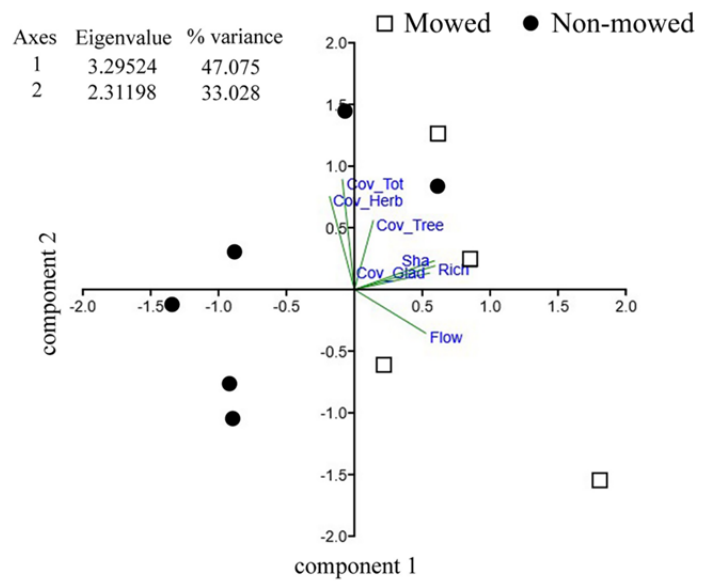 Axes Eigenvalue % variance
1 3.29524 47.075
2 2.31198 33.028
Mowed Non-mowed
2.0
1.5
1.0
0.5
-0.5
-1.0
-1.5
-2.0
-2.0 -1.5 -1.0 -0.5 0.5 1.0 1.5 2.0
Cov_Tot
Cov_Herb
Cov_Tree
Sha
Cov_Glad Rich
Flow
component 2
component 1